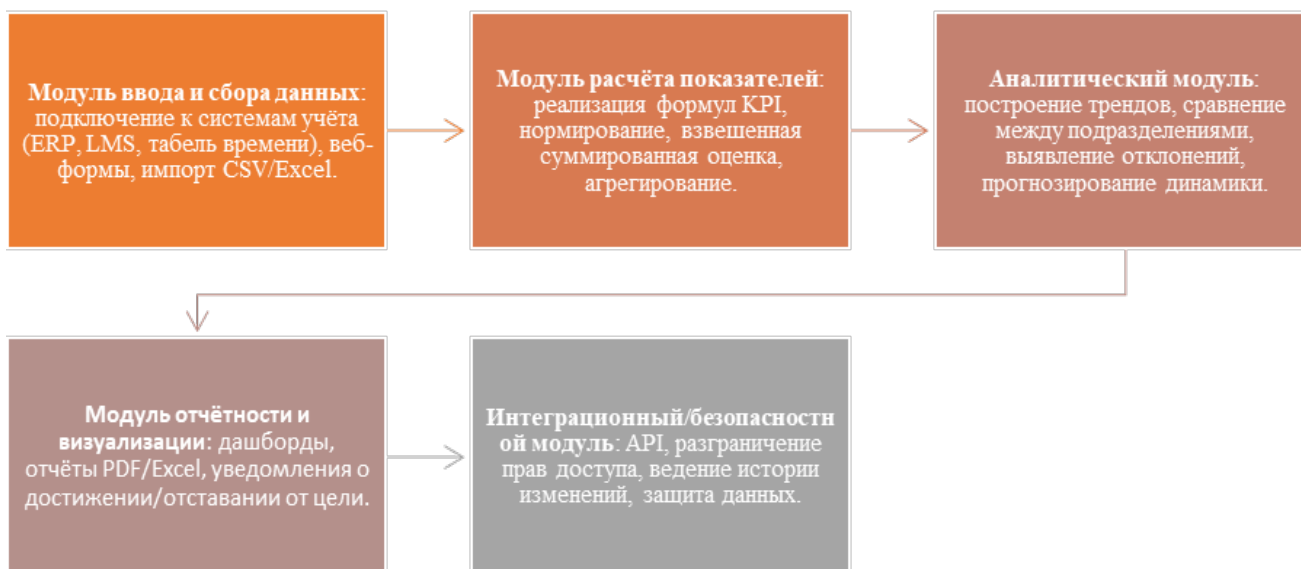 Модуль ввода и сбора данных:
подключение к системам учёта
(ERP, LMS, табель времени), веб-
формы, импорт CSV/Excel.
Модуль расчёта показателей:
реализация формул KPI,
нормирование, взвешенная
суммированная оценка,
агрегирование.
Аналитический модуль:
построение трендов, сравнение
между подразделениями,
выявление отклонений,
прогнозирование динамики.
Модуль отчётности и
визуализации: дашборды,
отчёты PDF/Excel, уведомления о
достижении/отставании от цели.
Интеграционный/безопасностн
ой модуль: API, разграничение
прав доступа, ведение истории
изменений, защита данных.